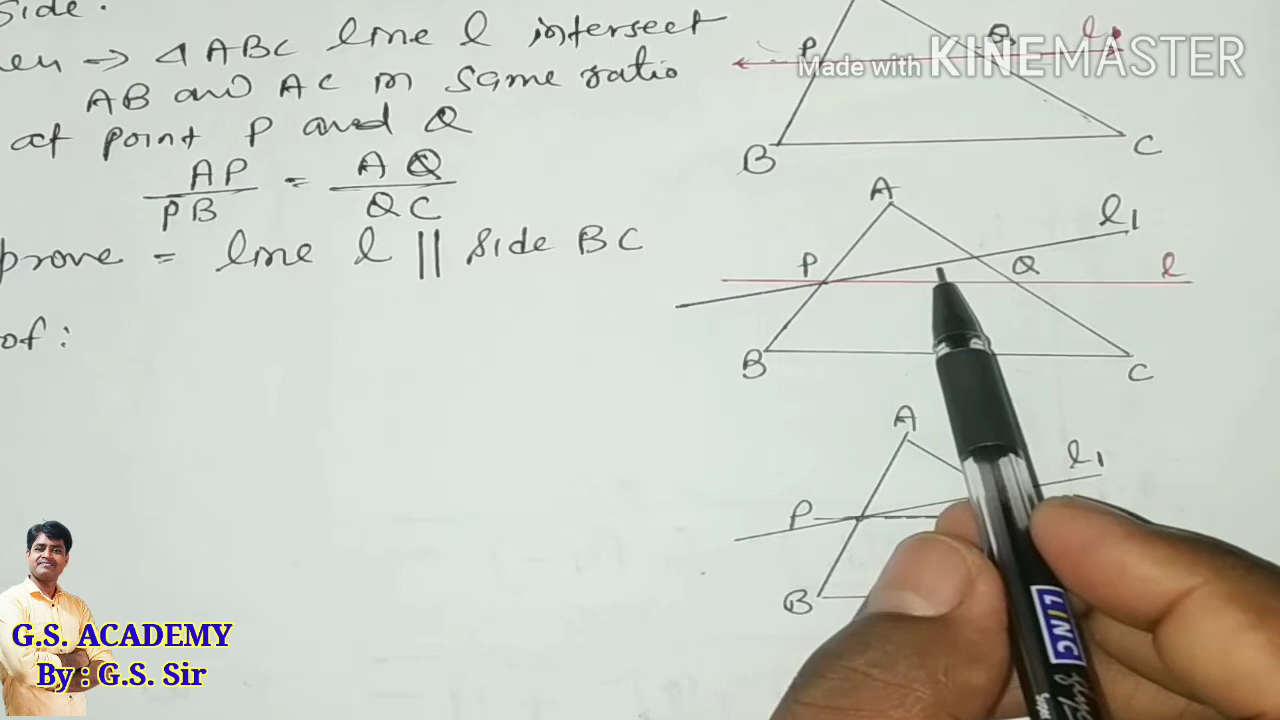 Side.
en → △ ABC line l intersect
AB and AC in same ratio
at point P and Q
AP/PB = AQ/QC
prove = line l || side BC
of :
P
Q
l
B
C
Made with KINEMASTER
A
l1
P
Q
l
B
C
A
l1
P
B
LINC
G.S. ACADEMY
By : G.S. Sir